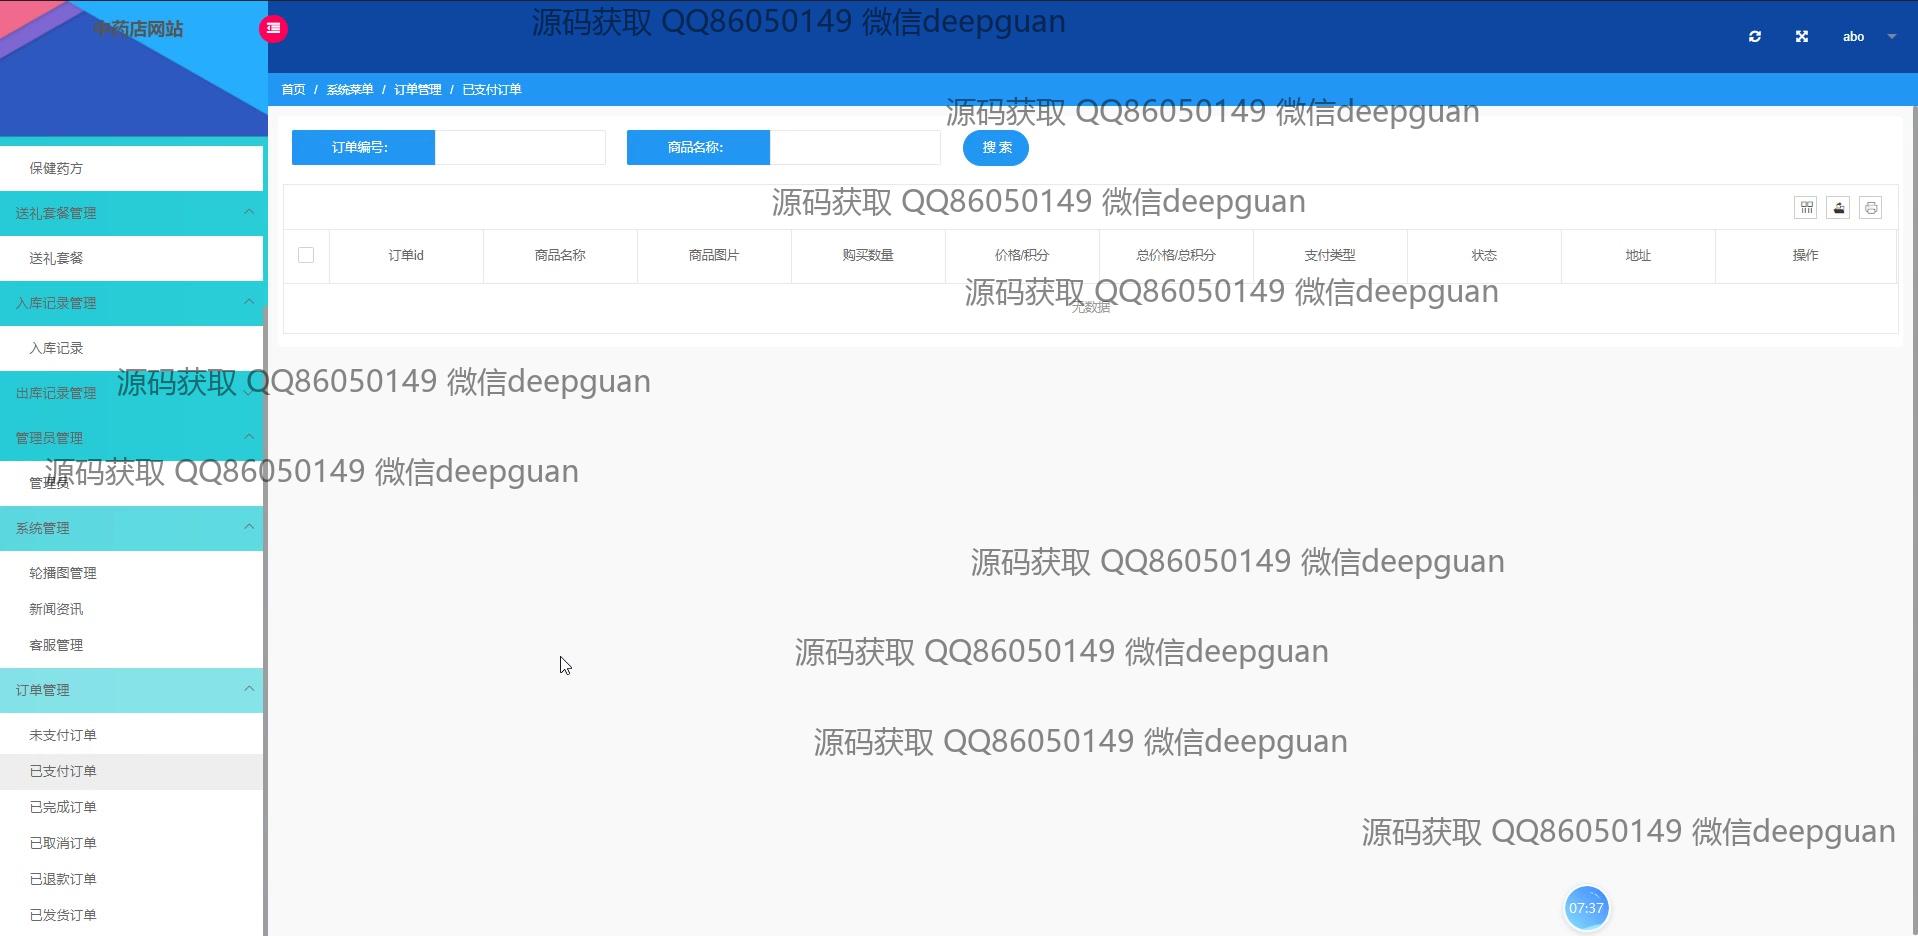 中药店网站
源码获取 QQ86050149 微信deepguan
abo
首页 / 系统菜单 / 订单管理 / 已支付订单
源码获取 QQ86050149 微信deepguan
订单编号:
商品名称:
搜 索
保健药方
送礼套餐管理
源码获取 QQ86050149 微信deepguan
订单id 商品名称 商品图片 购买数量 价格/积分 总价格/总积分 支付类型 状态 地址 操作
送礼套餐
源码获取 QQ86050149 微信deepguan
无数据
入库记录管理
入库记录
源码获取 QQ86050149 微信deepguan
出库记录管理
管理员管理
源码获取 QQ86050149 微信deepguan
管理员
系统管理
源码获取 QQ86050149 微信deepguan
轮播图管理
新闻资讯
客服管理
源码获取 QQ86050149 微信deepguan
订单管理
未支付订单
源码获取 QQ86050149 微信deepguan
已支付订单
已完成订单
源码获取 QQ86050149 微信deepguan
已取消订单
已退款订单
已发货订单
07:37